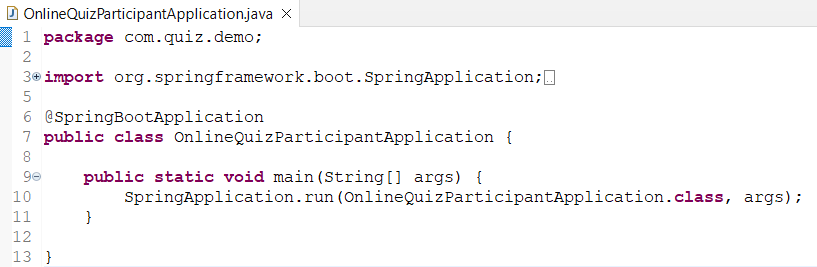 OnlineQuizParticipantApplication.java
1 package com.quiz.demo;
2
3 import org.springframework.boot.SpringApplication;
5
6 @SpringBootApplication
7 public class OnlineQuizParticipantApplication {
8
9 public static void main(String[] args) {
10 SpringApplication.run(OnlineQuizParticipantApplication.class, args);
11 }
12
13 }